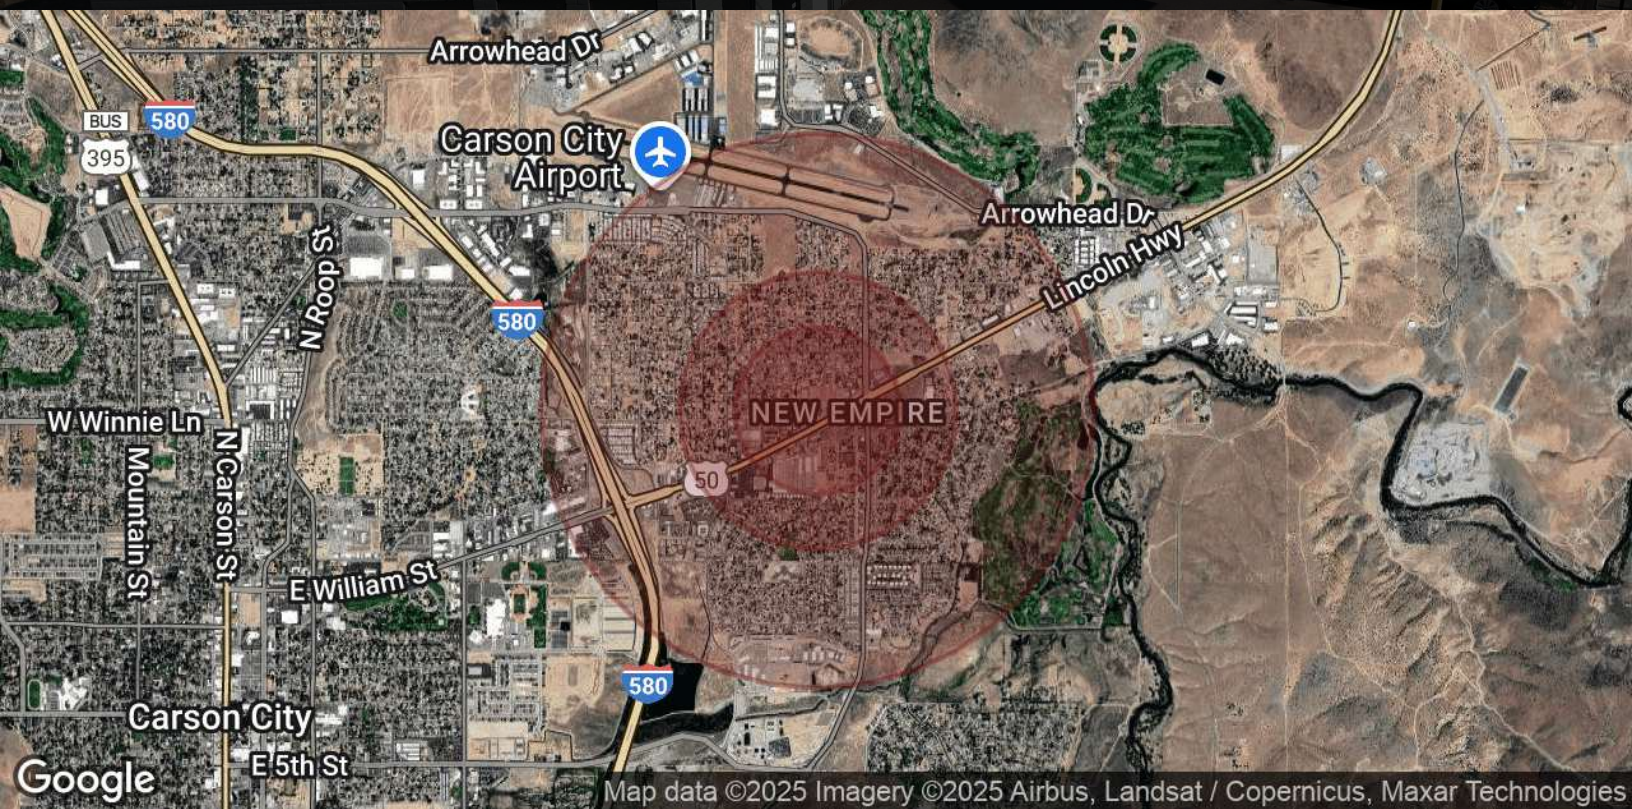 Arrowhead Dr
BUS
580
395
Carson City
Airport
Arrowhead Dr
Lincoln Hwy
N Roop St
580
W Winnie Ln
NEW EMPIRE
N Carson St
Mountain St
50
E William St
580
Carson City
E 5th St
Google
Map data ©2025 Imagery ©2025 Airbus, Landsat / Copernicus, Maxar Technologies